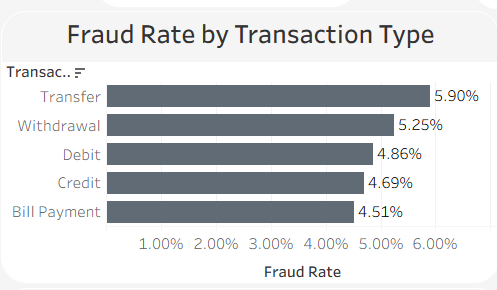 Fraud Rate by Transaction Type
Transac..
Transfer 5.90%
Withdrawal 5.25%
Debit 4.86%
Credit 4.69%
Bill Payment 4.51%
1.00% 2.00% 3.00% 4.00% 5.00% 6.00%
Fraud Rate